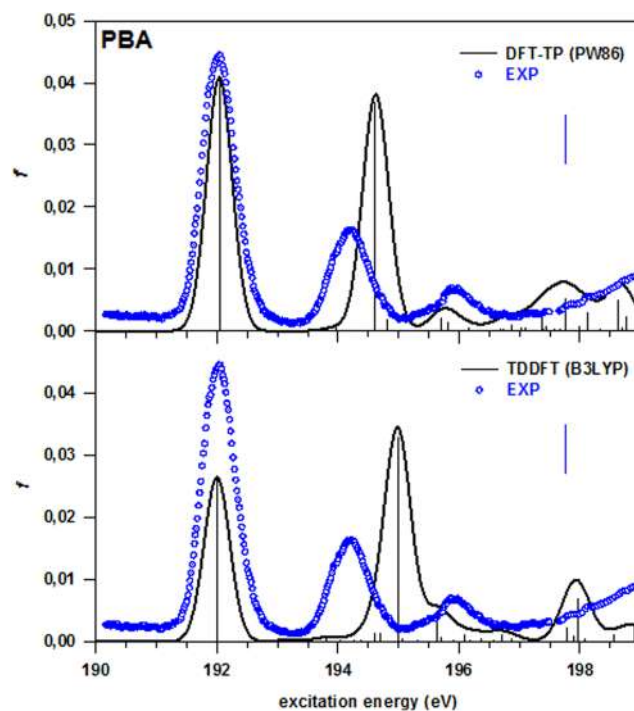 PBA
0,05
DFT-TP (PW86)
EXP
0,04
0,03
f
0,02
0,01
0,00
TDDFT (B3LYP)
EXP
0,04
0,03
f
0,02
0,01
0,00
190 192 194 196 198
excitation energy (eV)